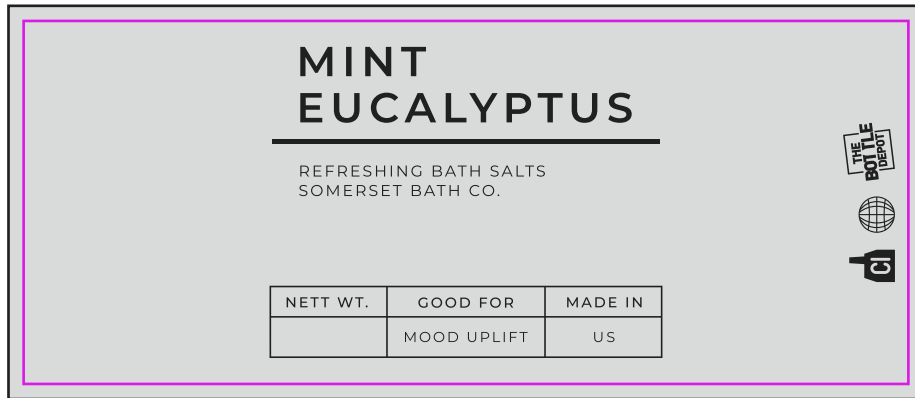 MINT
EUCALYPTUS
REFRESHING BATH SALTS
SOMERSET BATH CO.
NETT WT. GOOD FOR MADE IN
MOOD UPLIFT US
THE
BOTTLE
DEPOT
CI